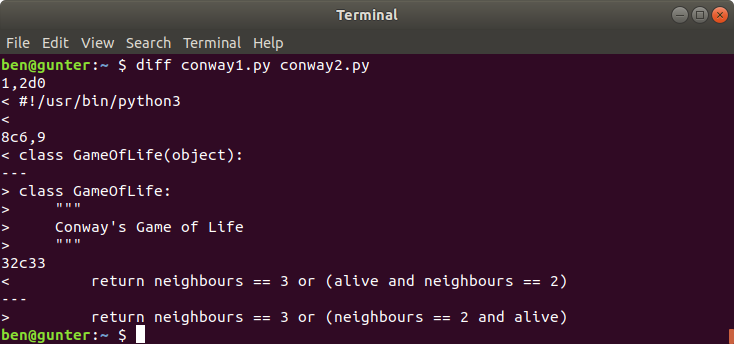 Terminal
File Edit View Search Terminal Help
ben@gunter:~ $ diff conway1.py conway2.py
1,2d0
< #!/usr/bin/python3
<
8c6,9
< class GameOfLife(object):
---
> class GameOfLife:
>     """
>     Conway's Game of Life
>     """
32c33
<         return neighbours == 3 or (alive and neighbours == 2)
---
>         return neighbours == 3 or (neighbours == 2 and alive)
ben@gunter:~ $